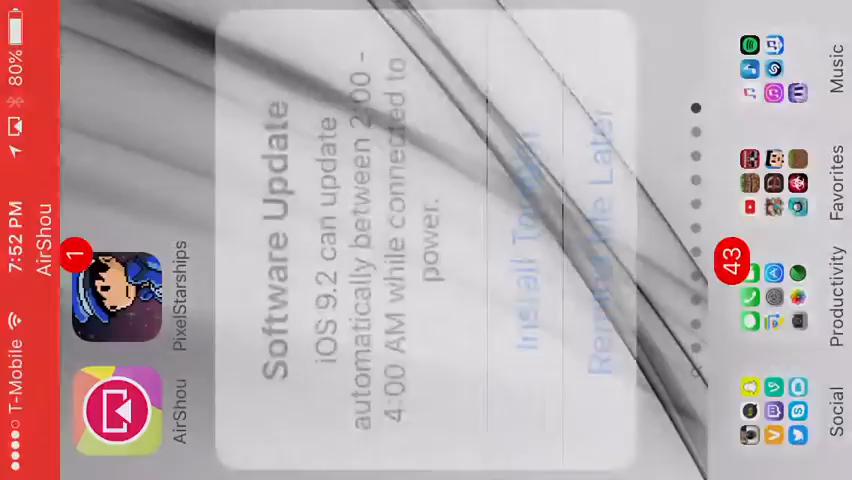 T-Mobile 7:52 PM 80%
AirShou
1
AirShou PixelStarships
Software Update
iOS 9.2 can update
automatically between 2:00 -
4:00 AM while connected to
power.
Install Tonight
Remind Me Later
43
Social Productivity Favorites Music